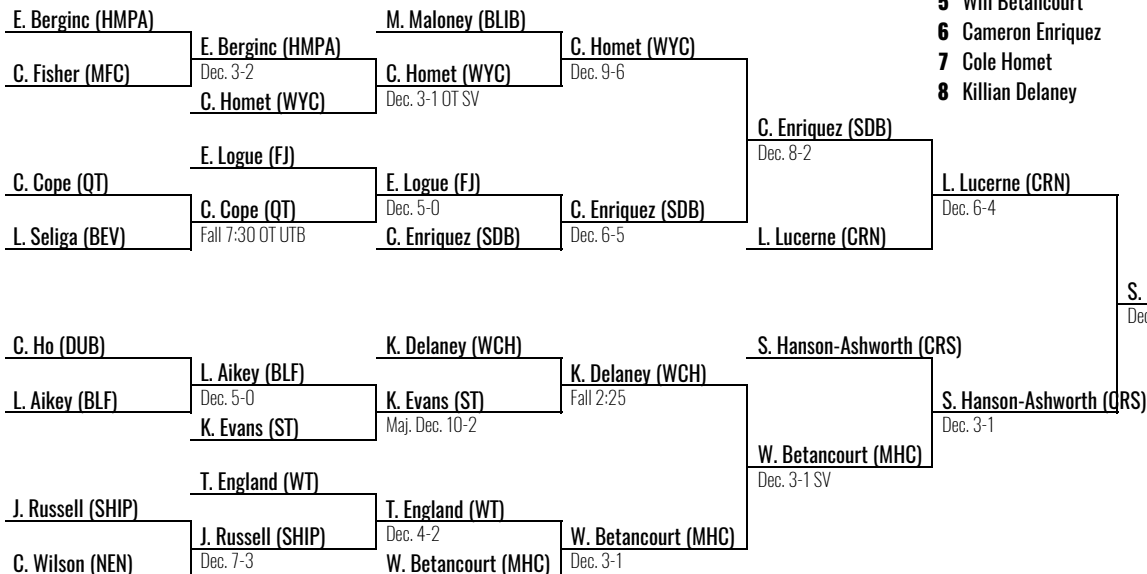 5 Will Betancourt
6 Cameron Enriquez
7 Cole Homet
8 Killian Delaney
E. Berginc (HMPA)
C. Fisher (MFC)
E. Berginc (HMPA)
Dec. 3-2
C. Homet (WYC)
M. Maloney (BLIB)
C. Homet (WYC)
Dec. 3-1 OT SV
C. Homet (WYC)
Dec. 9-6
C. Cope (QT)
L. Seliga (BEV)
E. Logue (FJ)
C. Cope (QT)
Fall 7:30 OT UTB
E. Logue (FJ)
Dec. 5-0
C. Enriquez (SDB)
C. Enriquez (SDB)
Dec. 6-5
C. Enriquez (SDB)
Dec. 8-2
L. Lucerne (CRN)
L. Lucerne (CRN)
Dec. 6-4
S.
Dec
C. Ho (DUB)
L. Aikey (BLF)
L. Aikey (BLF)
Dec. 5-0
K. Evans (ST)
K. Delaney (WCH)
K. Evans (ST)
Maj. Dec. 10-2
K. Delaney (WCH)
Fall 2:25
J. Russell (SHIP)
C. Wilson (NEN)
T. England (WT)
J. Russell (SHIP)
Dec. 7-3
T. England (WT)
Dec. 4-2
W. Betancourt (MHC)
W. Betancourt (MHC)
Dec. 3-1
S. Hanson-Ashworth (CRS)
W. Betancourt (MHC)
Dec. 3-1 SV
S. Hanson-Ashworth (CRS)
Dec. 3-1